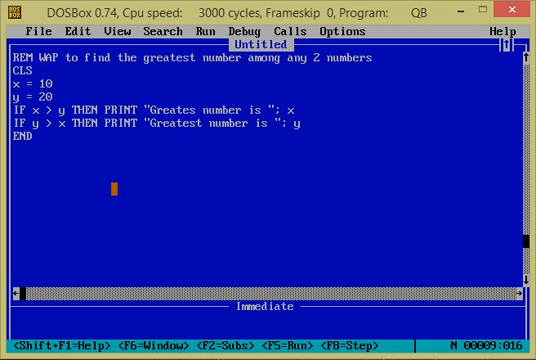 DOSBox 0.74, Cpu speed: 3000 cycles, Frameskip 0, Program: QB
File Edit View Search Run Debug Calls Options Help
Untitled
REM WAP to find the greatest number among any 2 numbers
CLS
x = 10
y = 20
IF x > y THEN PRINT "Greates number is "; x
IF y > x THEN PRINT "Greatest number is "; y
END
Immediate
<Shift+F1=Help> <F6=Window> <F2=Subs> <F5=Run> <F8=Step> N 00009:016